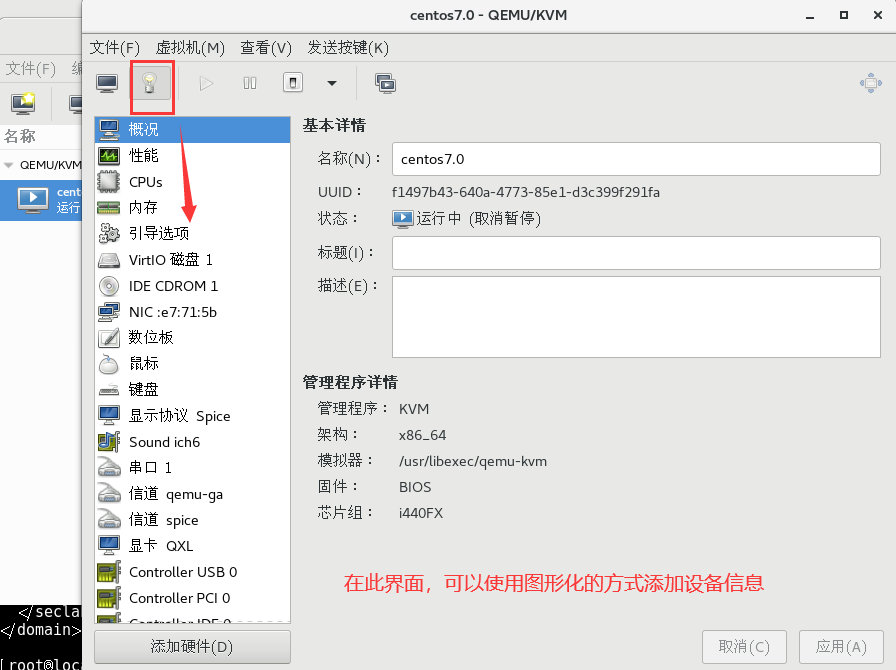 centos7.0 - QEMU/KVM
文件(F) 虚拟机(M) 查看(V) 发送按键(K)
文件(F) 编
名称
QEMU/KVM
cent
运行
概况
性能
CPUs
内存
引导选项
VirtIO 磁盘 1
IDE CDROM 1
NIC :e7:71:5b
数位板
鼠标
键盘
显示协议 Spice
Sound ich6
串口 1
信道 qemu-ga
信道 spice
显卡 QXL
Controller USB 0
Controller PCI 0
Controller IDE 0
添加硬件(D)
基本详情
名称(N)： centos7.0
UUID： f1497b43-640a-4773-85e1-d3c399f291fa
状态： 运行中 (取消暂停)
标题(I)：
描述(E)：
管理程序详情
管理程序： KVM
架构： x86_64
模拟器： /usr/libexec/qemu-kvm
固件： BIOS
芯片组： i440FX
在此界面，可以使用图形化的方式添加设备信息
取消(C) 应用(A)
</secla
</domain>
[root@loc